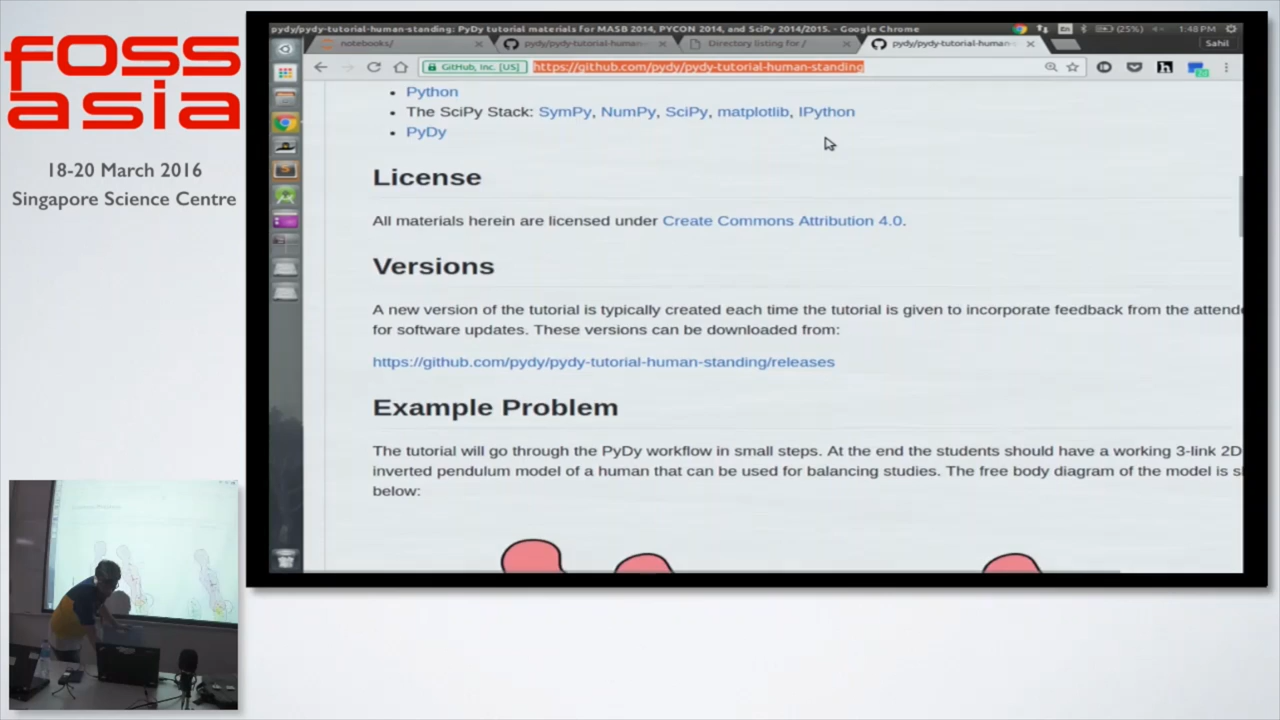 FOSS
asia
18-20 March 2016
Singapore Science Centre
pydy/pydy-tutorial-human-standing: PyDy tutorial materials for MASB 2014, PYCON 2014, and SciPy 2014/2015. - Google Chrome
En
(25%)
1:48 PM
notebooks/
pydy/pydy-tutorial-human-
Directory listing for /
pydy/pydy-tutorial-human-
Sahil
GitHub, Inc. [US]
https://github.com/pydy/pydy-tutorial-human-standing
Python
The SciPy Stack: SymPy, NumPy, SciPy, matplotlib, IPython
PyDy
License
All materials herein are licensed under Create Commons Attribution 4.0.
Versions
A new version of the tutorial is typically created each time the tutorial is given to incorporate feedback from the attende
for software updates. These versions can be downloaded from:
https://github.com/pydy/pydy-tutorial-human-standing/releases
Example Problem
The tutorial will go through the PyDy workflow in small steps. At the end the students should have a working 3-link 2D
inverted pendulum model of a human that can be used for balancing studies. The free body diagram of the model is s
below: